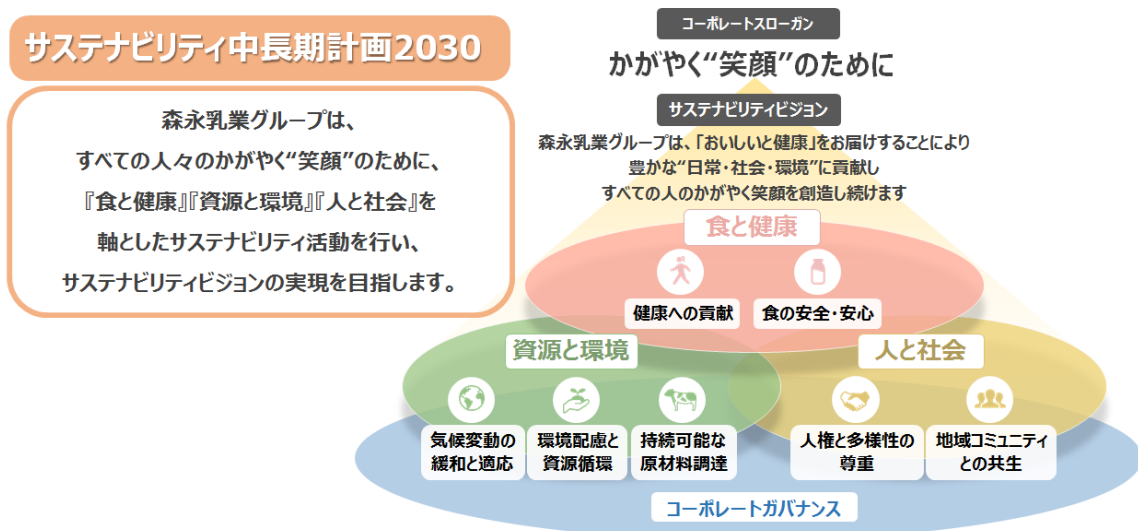 サステナビリティ中長期計画2030
森永乳業グループは、
すべての人々のかがやく“笑顔”のために、
『食と健康』『資源と環境』『人と社会』を
軸としたサステナビリティ活動を行い、
サステナビリティビジョンの実現を目指します。
コーポレートスローガン
かがやく“笑顔”のために
サステナビリティビジョン
森永乳業グループは、「おいしいと健康」をお届けすることにより
豊かな“日常・社会・環境”に貢献し
すべての人のかがやく笑顔を創造し続けます
食と健康
健康への貢献
食の安全・安心
資源と環境
気候変動の
緩和と適応
環境配慮と
資源循環
持続可能な
原材料調達
人と社会
人権と多様性の
尊重
地域コミュニティ
との共生
コーポレートガバナンス